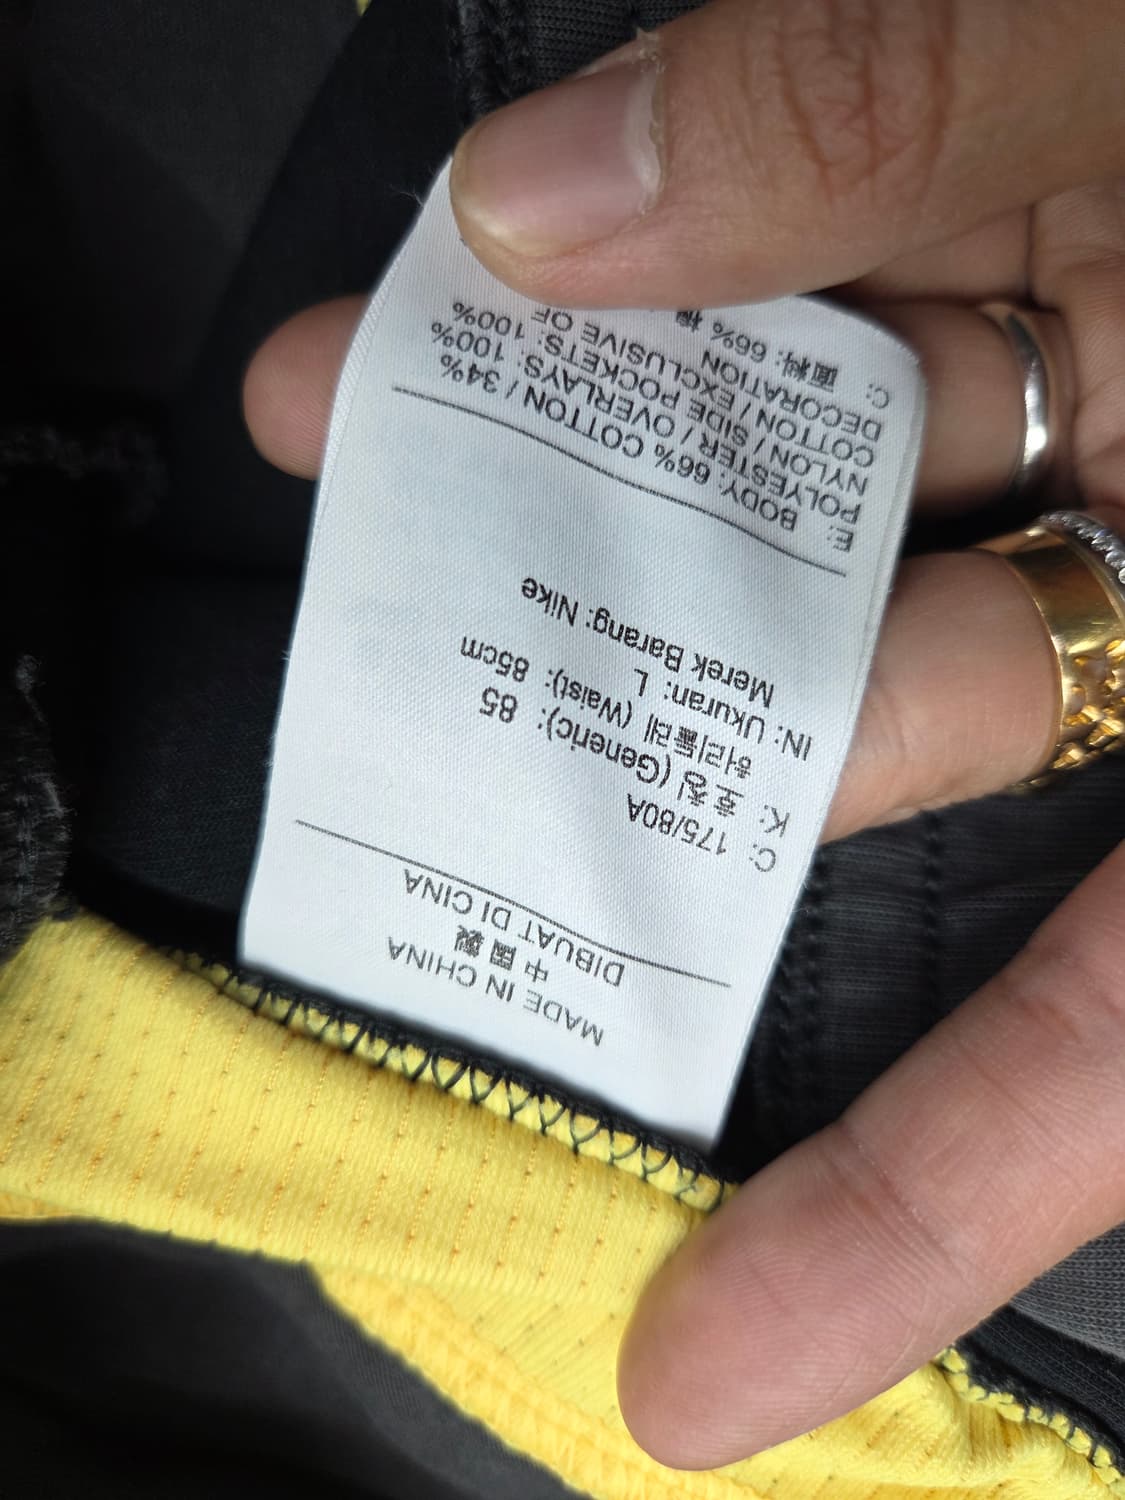 MADE IN CHINA
中國製
DIBUAT DI CINA
C: 175/80A
K: 호칭 (Generic): 85
허리둘레 (Waist): 85cm
IN: Ukuran: L
Merek Barang: Nike
E: BODY: 66% COTTON / 34%
POLYESTER / OVERLAYS: 100%
NYLON / SIDE POCKETS: 100%
COTTON / EXCLUSIVE OF
DECORATION
C: 面料: 66% 棉